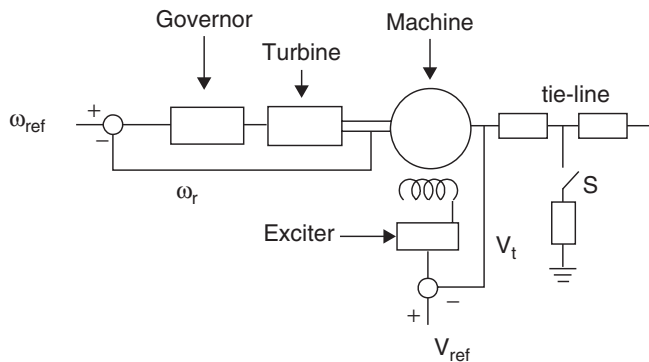 Governor
Turbine
Machine
tie-line
+
ω_ref
−
ω_r
S
Exciter
V_t
−
+
V_ref